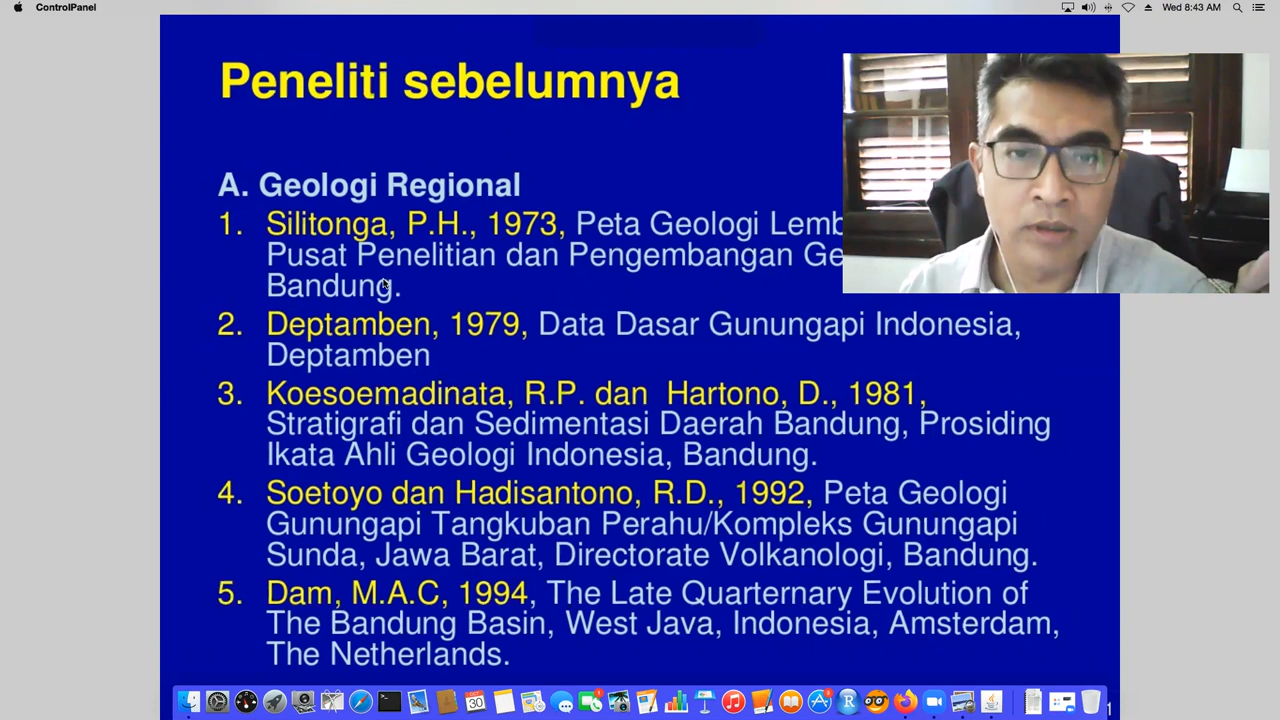 ControlPanel
Wed 8:43 AM
Peneliti sebelumnya
A. Geologi Regional
1. Silitonga, P.H., 1973, Peta Geologi
Pusat Penelitian dan Pengembangan
Bandung.
2. Deptamben, 1979, Data Dasar Gunungapi Indonesia,
Deptamben
3. Koesoemadinata, R.P. dan Hartono, D., 1981,
Stratigrafi dan Sedimentasi Daerah Bandung, Prosiding
Ikata Ahli Geologi Indonesia, Bandung.
4. Soetoyo dan Hadisantono, R.D., 1992, Peta Geologi
Gunungapi Tangkuban Perahu/Kompleks Gunungapi
Sunda, Jawa Barat, Directorate Volkanologi, Bandung.
5. Dam, M.A.C, 1994, The Late Quarternary Evolution of
The Bandung Basin, West Java, Indonesia, Amsterdam,
The Netherlands.
30
1